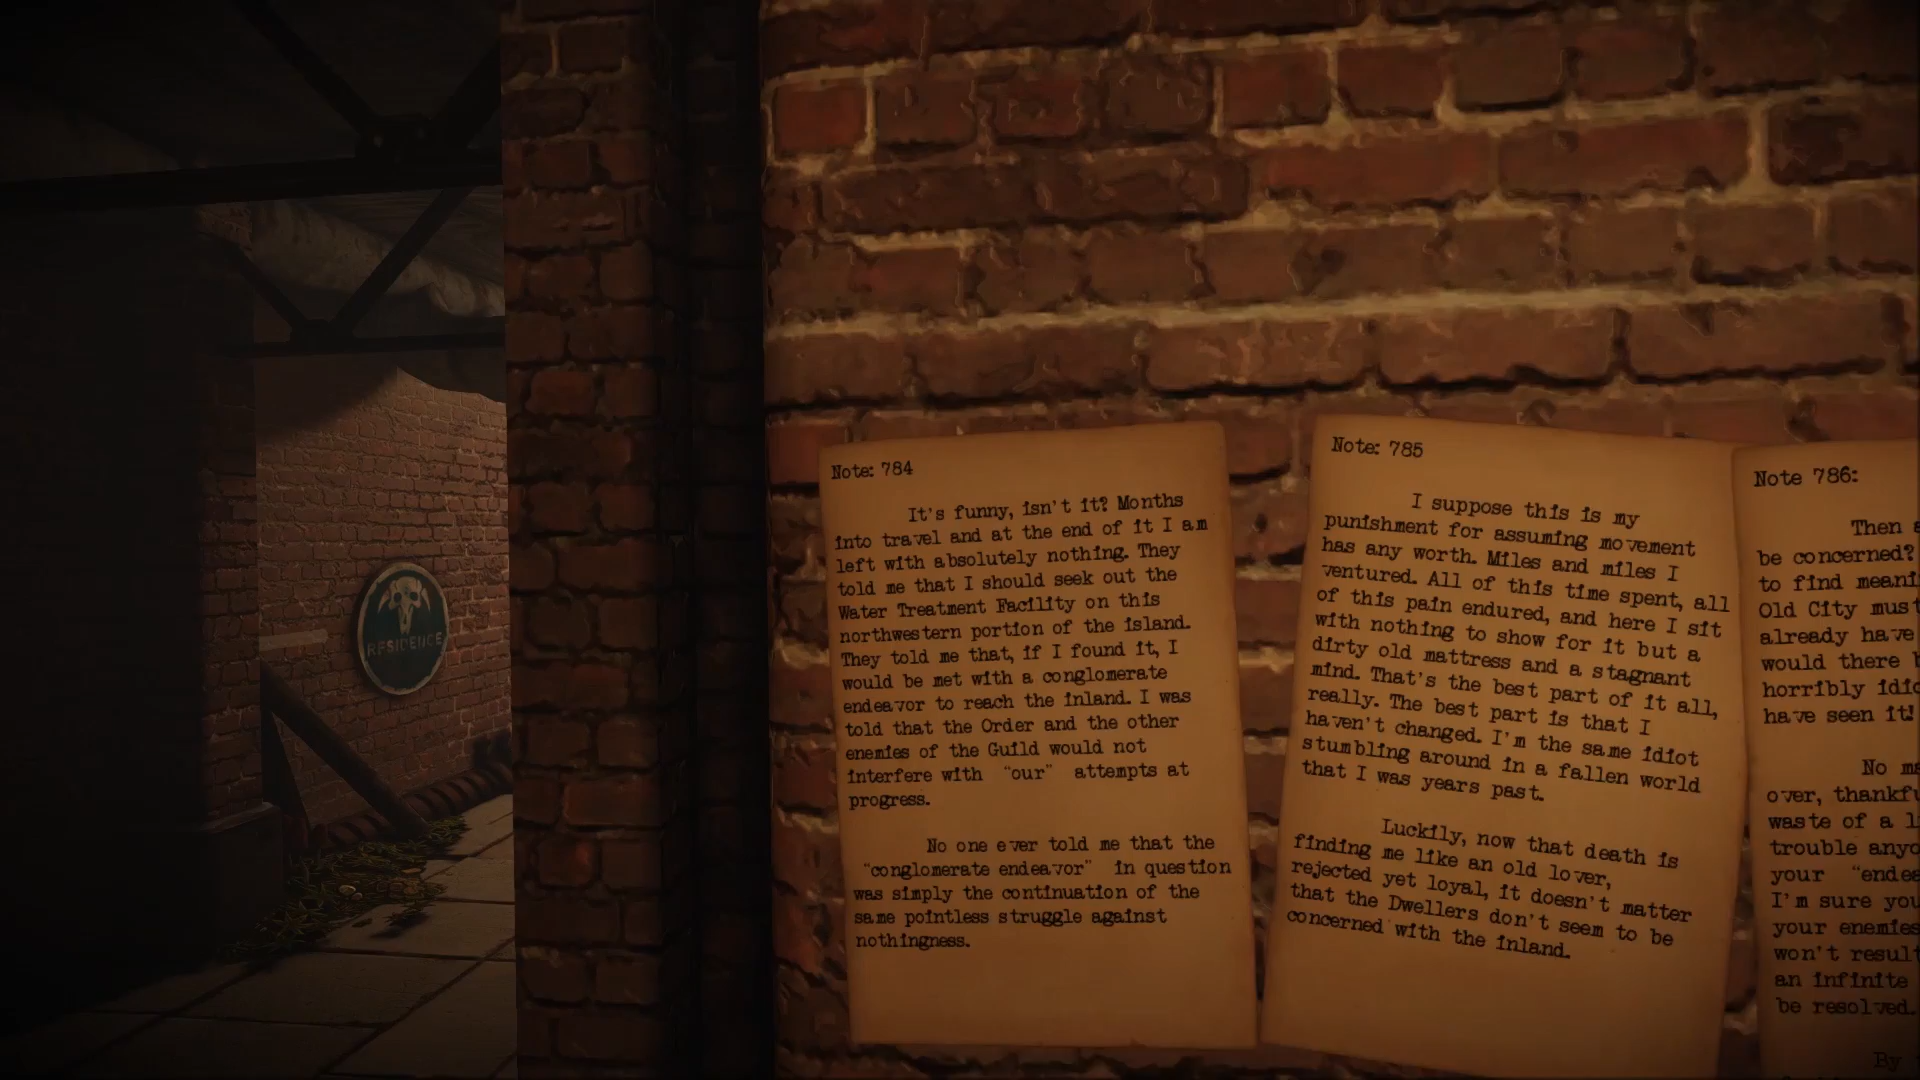 RESIDENCE
Note: 784
It's funny, isn't it? Months
into travel and at the end of it I am
left with absolutely nothing. They
told me that I should seek out the
Water Treatment Facility on this
northwestern portion of the island.
They told me that, if I found it, I
would be met with a conglomerate
endeavor to reach the inland. I was
told that the Order and the other
enemies of the Guild would not
interfere with "our" attempts at
progress.
No one ever told me that the
"conglomerate endeavor" in question
was simply the continuation of the
same pointless struggle against
nothingness.
Note: 785
I suppose this is my
punishment for assuming movement
has any worth. Miles and miles I
ventured. All of this time spent, all
of this pain endured, and here I sit
with nothing to show for it but a
dirty old mattress and a stagnant
mind. That's the best part of it all,
really. The best part is that I
haven't changed. I'm the same idiot
stumbling around in a fallen world
that I was years past.
Luckily, now that death is
finding me like an old lover,
rejected yet loyal, it doesn't matter
that the Dwellers don't seem to be
concerned with the inland.
Note 786:
Then
be concerned?
to find
Old City must
already have
would there
horribly
have seen it!
No
over,
waste of a
trouble
your
I'm sure you
your enemies
won't result
an infinite
be resolved.
By